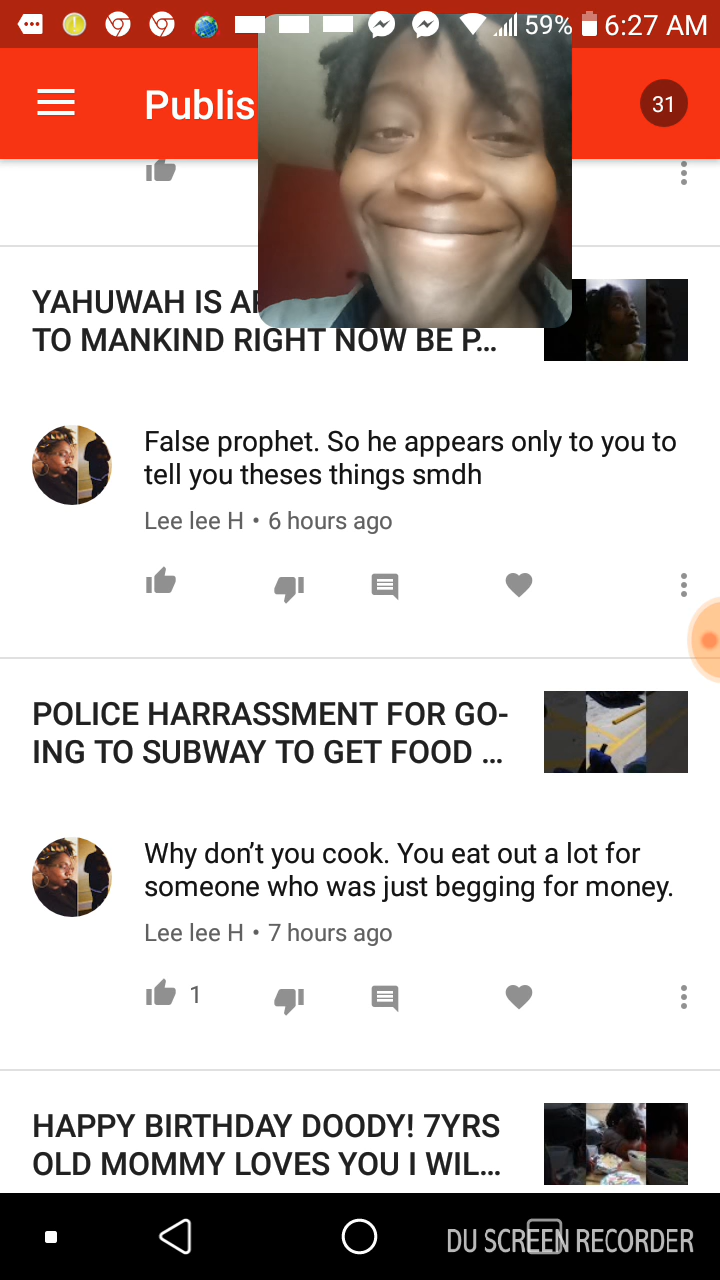 59% 6:27 AM
Publis
31
YAHUWAH IS
TO MANKIND RIGHT NOW BE P...
False prophet. So he appears only to you to
tell you theses things smdh
Lee lee H • 6 hours ago
POLICE HARRASSMENT FOR GO-
ING TO SUBWAY TO GET FOOD ...
Why don’t you cook. You eat out a lot for
someone who was just begging for money.
Lee lee H • 7 hours ago
1
HAPPY BIRTHDAY DOODY! 7YRS
OLD MOMMY LOVES YOU I WIL...
DU SCREEN RECORDER